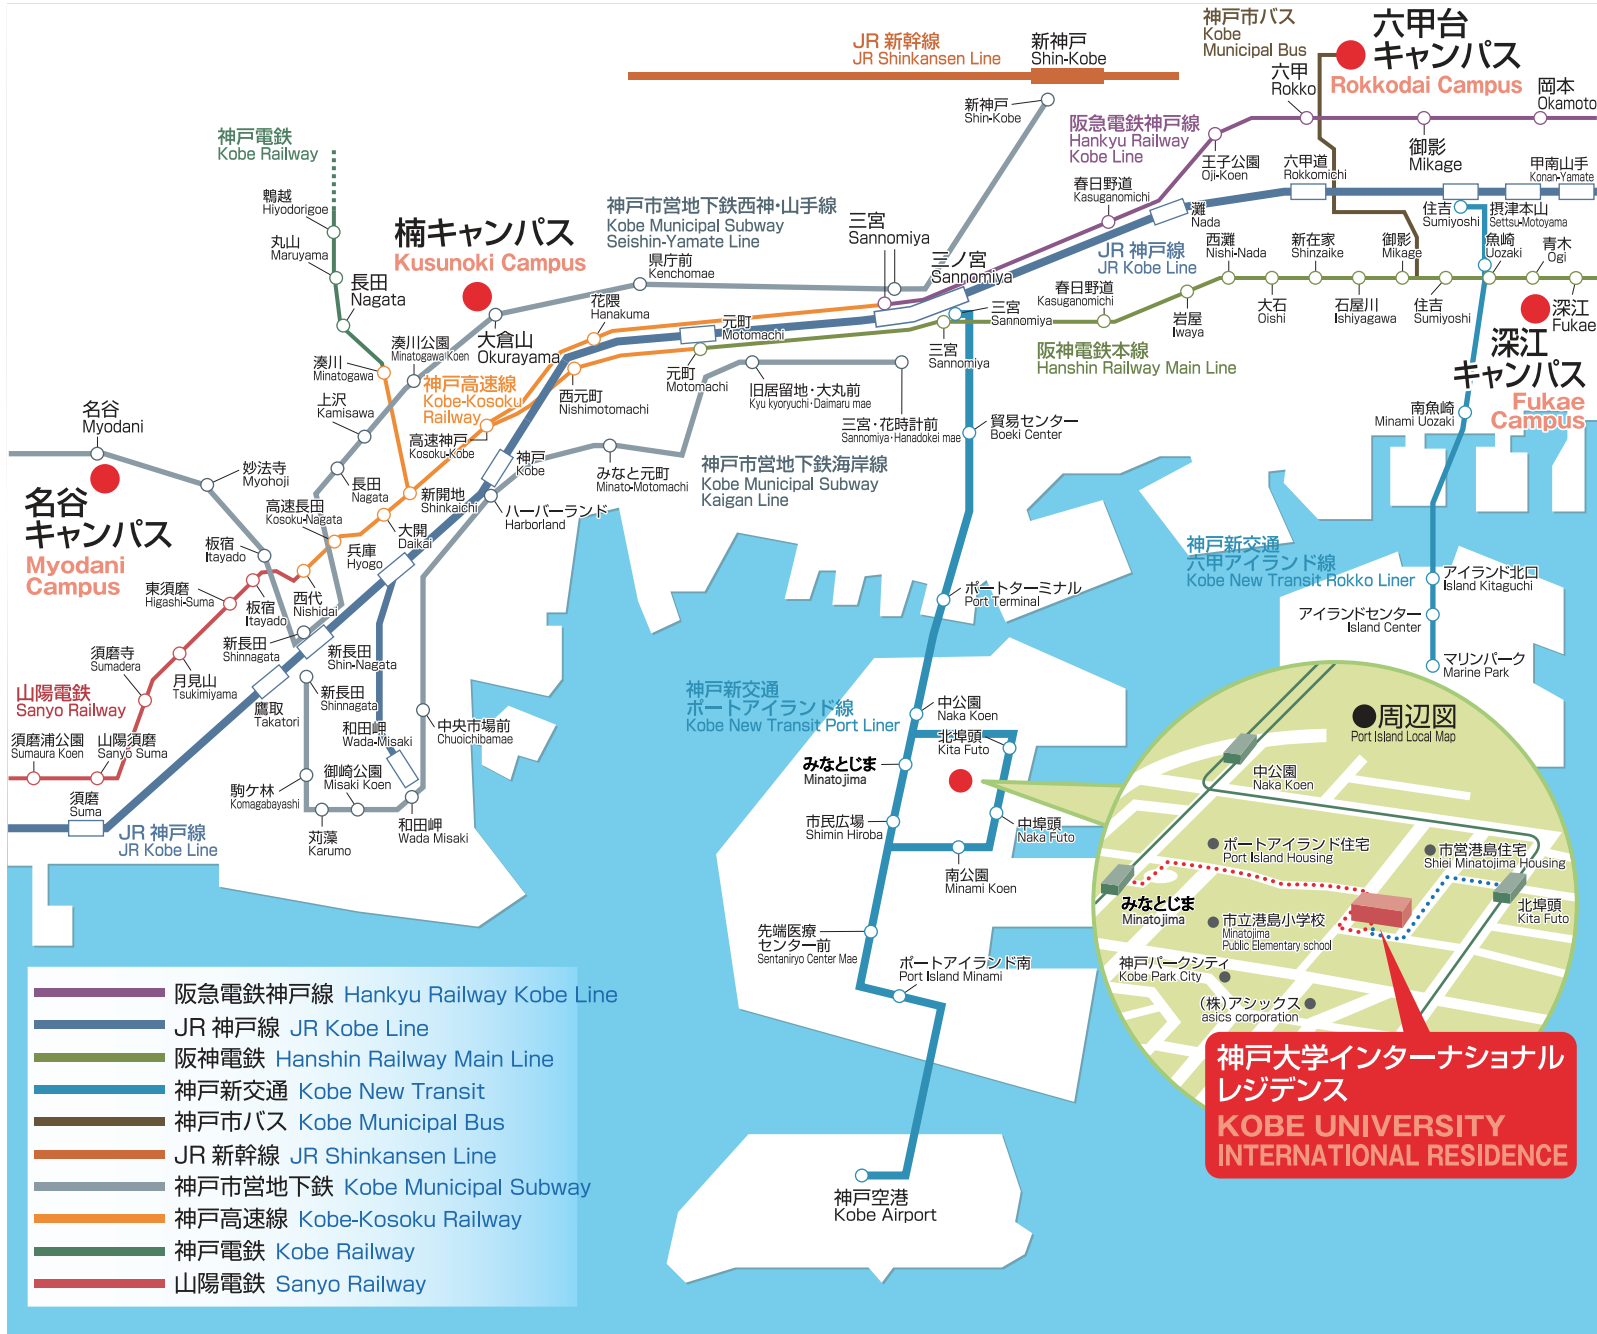 JR 新幹線
JR Shinkansen Line
新神戸
Shin-Kobe
神戸市バス
Kobe
Municipal Bus
六甲台
キャンパス
Rokkodai Campus
六甲
Rokko
岡本
Okamoto
新神戸
Shin-Kobe
阪急電鉄神戸線
Hankyu Railway
Kobe Line
御影
Mikage
王子公園
Oji-Koen
六甲道
Rokkomichi
甲南山手
Konan-Yamate
神戸電鉄
Kobe Railway
鵯越
Hiyodorigoe
丸山
Maruyama
長田
Nagata
楠キャンパス
Kusunoki Campus
神戸市営地下鉄西神・山手線
Kobe Municipal Subway
Seishin-Yamate Line
県庁前
Kenchomae
三宮
Sannomiya
三ノ宮
Sannomiya
春日野道
Kasuganomichi
灘
Nada
JR 神戸線
JR Kobe Line
住吉
Sumiyoshi
摂津本山
Settsu-Motoyama
西灘
Nishi-Nada
新在家
Shinzaike
御影
Mikage
魚崎
Uozaki
青木
Ogi
春日野道
Kasuganomichi
岩屋
Iwaya
大石
Oishi
石屋川
Ishiyagawa
住吉
Sumiyoshi
深江
Fukae
深江
キャンパス
Fukae
Campus
花隈
Hanakuma
元町
Motomachi
三宮
Sannomiya
三宮
Sannomiya
阪神電鉄本線
Hanshin Railway Main Line
大倉山
Okurayama
湊川公園
Minatogawa Koen
湊川
Minatogawa
神戸高速線
Kobe-Kosoku
Railway
西元町
Nishimotomachi
元町
Motomachi
旧居留地・大丸前
Kyu kyoryuchi・Daimaru mae
三宮・花時計前
Sannomiya・Hanadokei mae
貿易センター
Boeki Center
南魚崎
Minami Uozaki
名谷
Myodani
上沢
Kamisawa
高速神戸
Kosoku-Kobe
神戸
Kobe
みなと元町
Minato-Motomachi
神戸市営地下鉄海岸線
Kobe Municipal Subway
Kaigan Line
名谷
キャンパス
Myodani
Campus
妙法寺
Myohoji
長田
Nagata
高速長田
Kosoku-Nagata
新開地
Shinkaichi
ハーバーランド
Harborland
大開
Daikai
板宿
Itayado
兵庫
Hyogo
東須磨
Higashi-Suma
板宿
Itayado
西代
Nishidai
新長田
Shinnagata
新長田
Shin-Nagata
須磨寺
Sumadera
月見山
Tsukimiyama
鷹取
Takatori
新長田
Shinnagata
山陽電鉄
Sanyo Railway
須磨浦公園
Sumaura Koen
山陽須磨
Sanyo Suma
須磨
Suma
JR 神戸線
JR Kobe Line
和田岬
Wada-Misaki
中央市場前
Chuoichibamae
駒ケ林
Komagabayashi
御崎公園
Misaki Koen
苅藻
Karumo
和田岬
Wada Misaki
ポートターミナル
Port Terminal
神戸新交通
六甲アイランド線
Kobe New Transit Rokko Liner
アイランド北口
Island Kitaguchi
アイランドセンター
Island Center
マリンパーク
Marine Park
神戸新交通
ポートアイランド線
Kobe New Transit Port Liner
中公園
Naka Koen
北埠頭
Kita Futo
みなとじま
Minatojima
市民広場
Shimin Hiroba
中埠頭
Naka Futo
南公園
Minami Koen
先端医療
センター前
Sentaniryo Center Mae
ポートアイランド南
Port Island Minami
神戸空港
Kobe Airport
●周辺図
Port Island Local Map
中公園
Naka Koen
ポートアイランド住宅
Port Island Housing
市営港島住宅
Shiei Minatojima Housing
みなとじま
Minatojima
市立港島小学校
Minatojima
Public Elementary school
北埠頭
Kita Futo
神戸パークシティ
Kobe Park City
(株)アシックス
asics corporation
神戸大学インターナショナル
レジデンス
KOBE UNIVERSITY
INTERNATIONAL RESIDENCE
阪急電鉄神戸線 Hankyu Railway Kobe Line
JR 神戸線 JR Kobe Line
阪神電鉄 Hanshin Railway Main Line
神戸新交通 Kobe New Transit
神戸市バス Kobe Municipal Bus
JR 新幹線 JR Shinkansen Line
神戸市営地下鉄 Kobe Municipal Subway
神戸高速線 Kobe-Kosoku Railway
神戸電鉄 Kobe Railway
山陽電鉄 Sanyo Railway